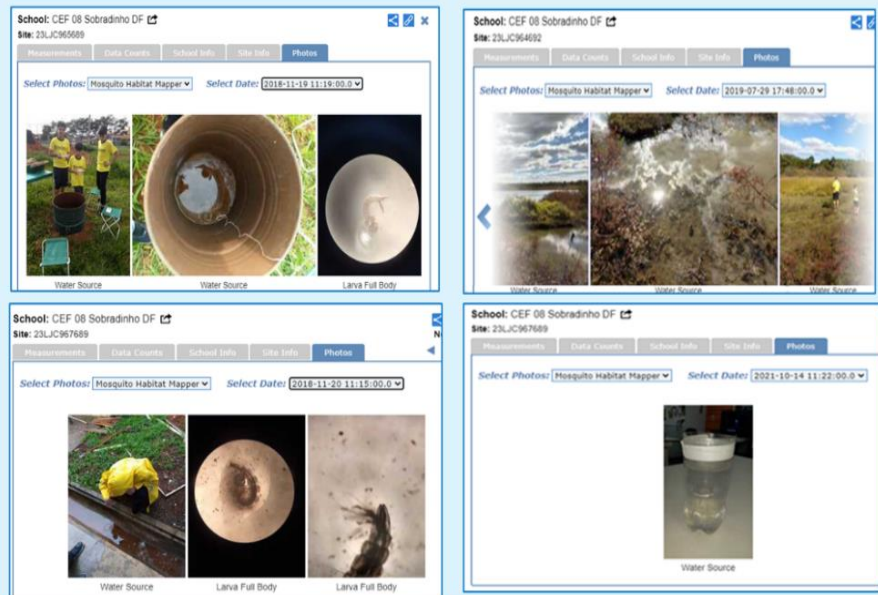 School: CEF 08 Sobradinho DF
Site: 23LJC965689
Measurements Data Counts School Info Site Info Photos
Select Photos: Mosquito Habitat Mapper Select Date: 2018-11-19 11:19:00.0
Water Source Water Source Larva Full Body
School: CEF 08 Sobradinho DF
Site: 23LJC964692
Measurements Data Counts School Info Site Info Photos
Select Photos: Mosquito Habitat Mapper Select Date: 2019-07-29 17:48:00.0
Water Source Water Source Water Source
School: CEF 08 Sobradinho DF
Site: 23LJC967689
Measurements Data Counts School Info Site Info Photos
Select Photos: Mosquito Habitat Mapper Select Date: 2018-11-20 11:15:00.0
Water Source Larva Full Body Larva Full Body
School: CEF 08 Sobradinho DF
Site: 23LJC967689
Measurements Data Counts School Info Site Info Photos
Select Photos: Mosquito Habitat Mapper Select Date: 2021-10-14 11:22:00.0
Water Source